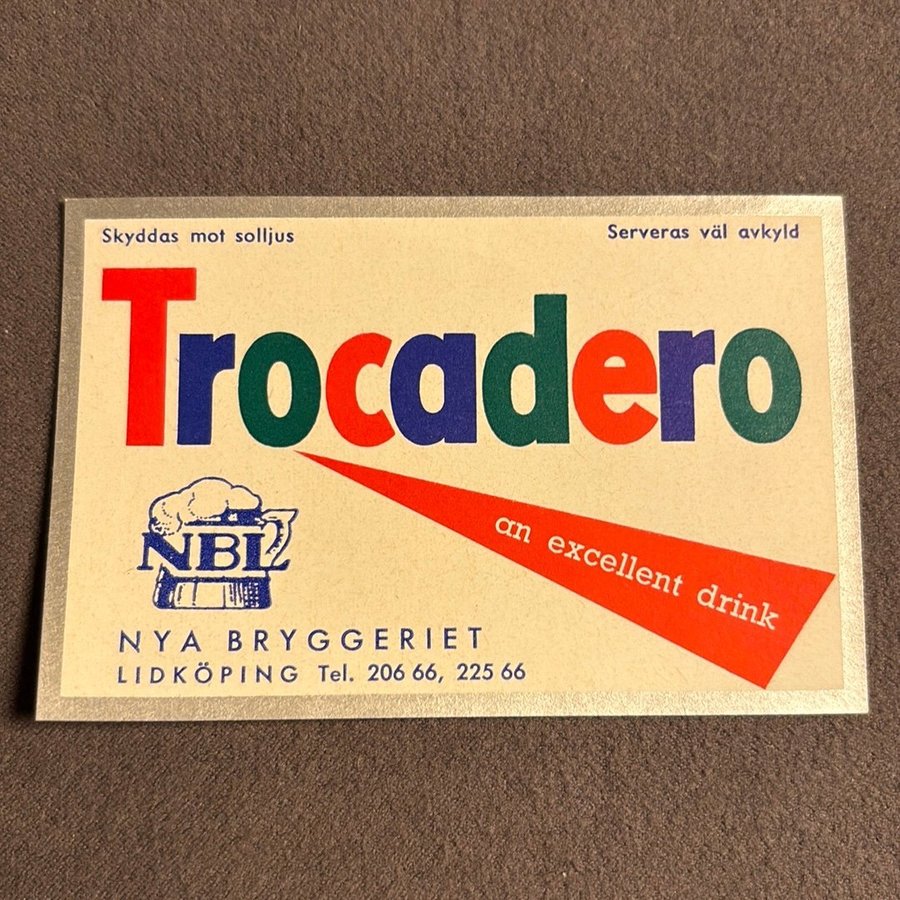 Skyddas mot solljus
Serveras väl avkyld
Trocadero
an excellent drink
NBL
NYA BRYGGERIET
LIDKÖPING Tel. 206 66, 225 66